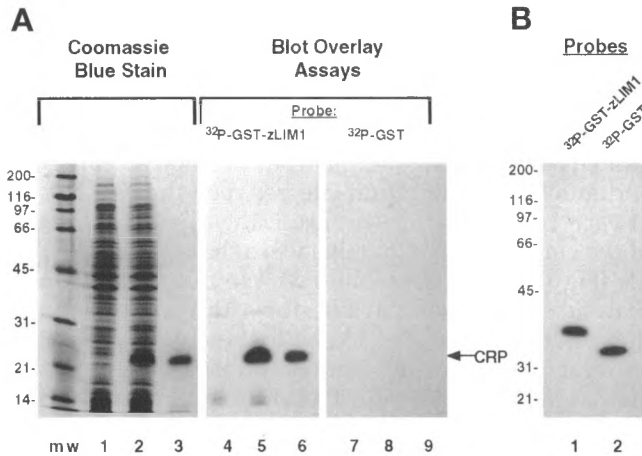 A
Coomassie
Blue Stain
Blot Overlay
Assays
Probe:
32P-GST-zLIM1
32P-GST
200-
116-
97-
66-
45-
31-
21-
14-
CRP
mw 1 2 3 4 5 6 7 8 9
B
Probes
32P-GST-zLIM1
32P-GST
200-
116-
97-
66-
45-
31-
21-
1 2